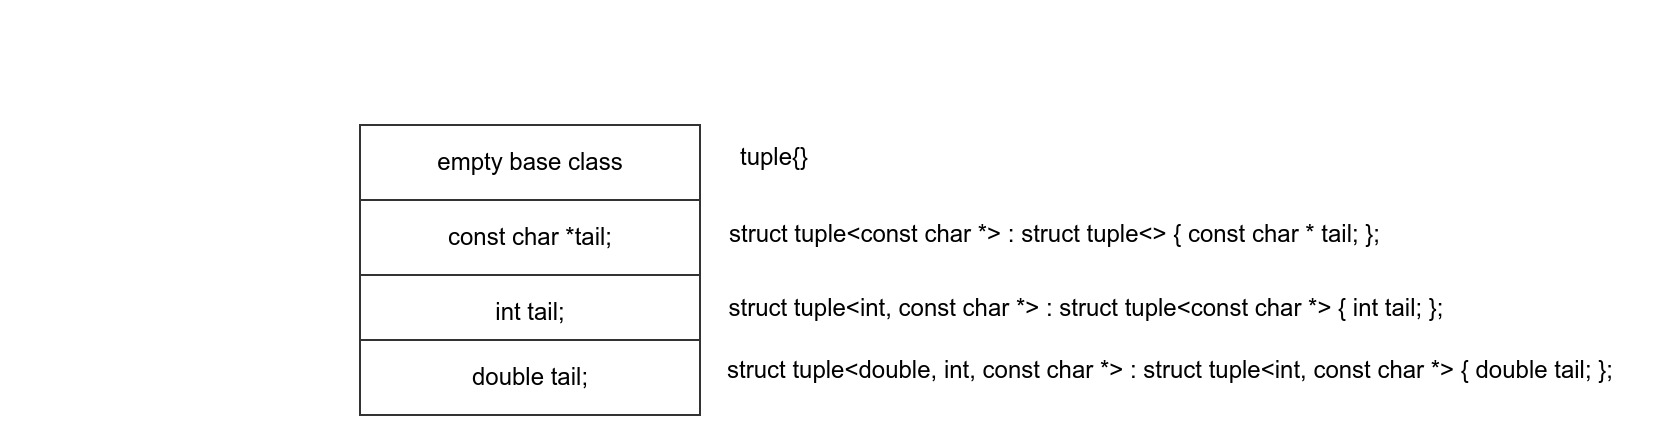 empty base class
tuple{}
const char *tail;
struct tuple<const char *> : struct tuple<> { const char * tail; };
int tail;
struct tuple<int, const char *> : struct tuple<const char *> { int tail; };
double tail;
struct tuple<double, int, const char *> : struct tuple<int, const char *> { double tail; };